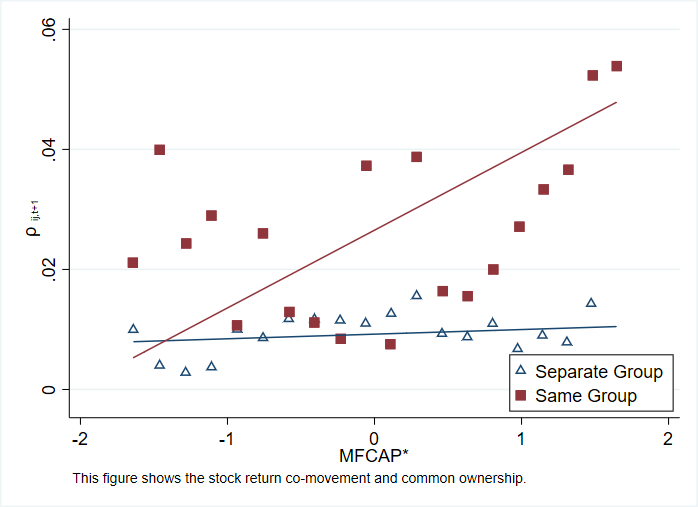 .06
.04
.02
0
ρ ij,t+1
-2 -1 0 1 2
MFCAP*
Separate Group
Same Group
This figure shows the stock return co-movement and common ownership.